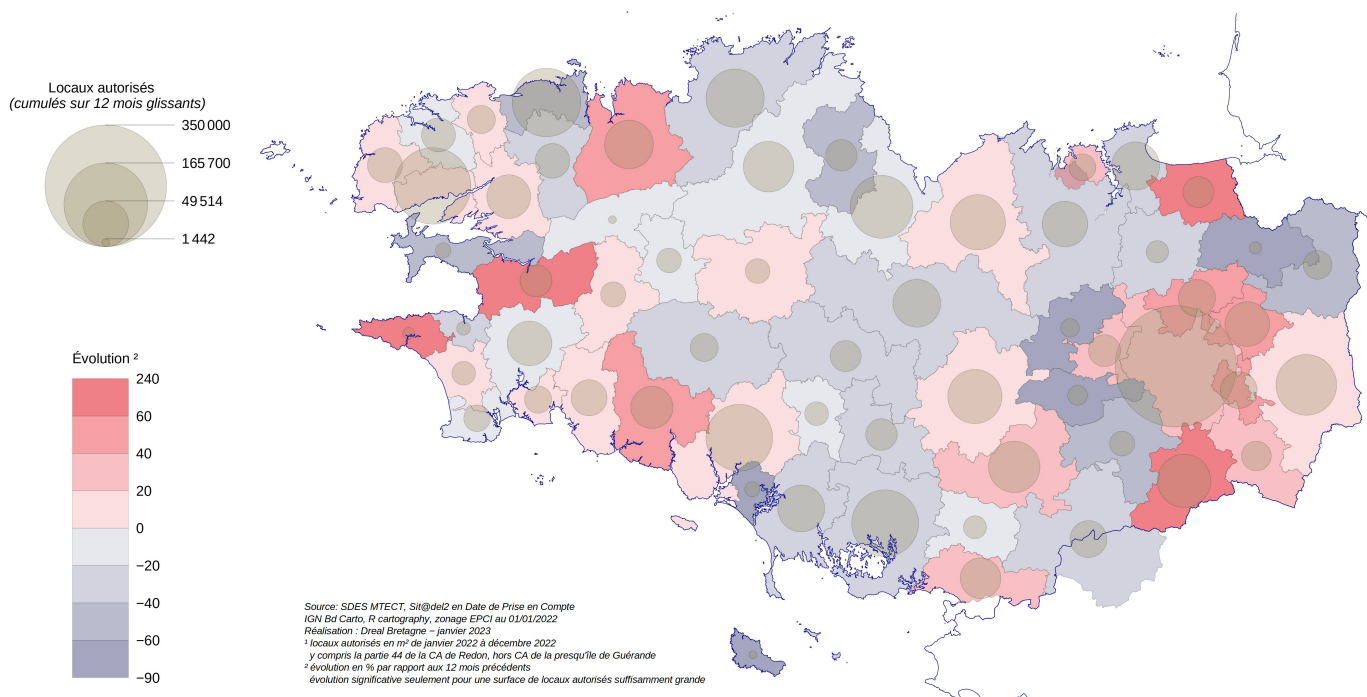 Locaux autorisés
(cumulés sur 12 mois glissants)
350 000
165 700
49 514
1 442
Évolution ²
240
60
40
20
0
−20
−40
−60
−90
Source: SDES MTECT, Sit@del2 en Date de Prise en Compte
IGN Bd Carto, R cartography, zonage EPCI au 01/01/2022
Réalisation : Dreal Bretagne − janvier 2023
¹ locaux autorisés en m² de janvier 2022 à décembre 2022
y compris la partie 44 de la CA de Redon, hors CA de la presqu'île de Guérande
² évolution en % par rapport aux 12 mois précédents
évolution significative seulement pour une surface de locaux autorisés suffisamment grande